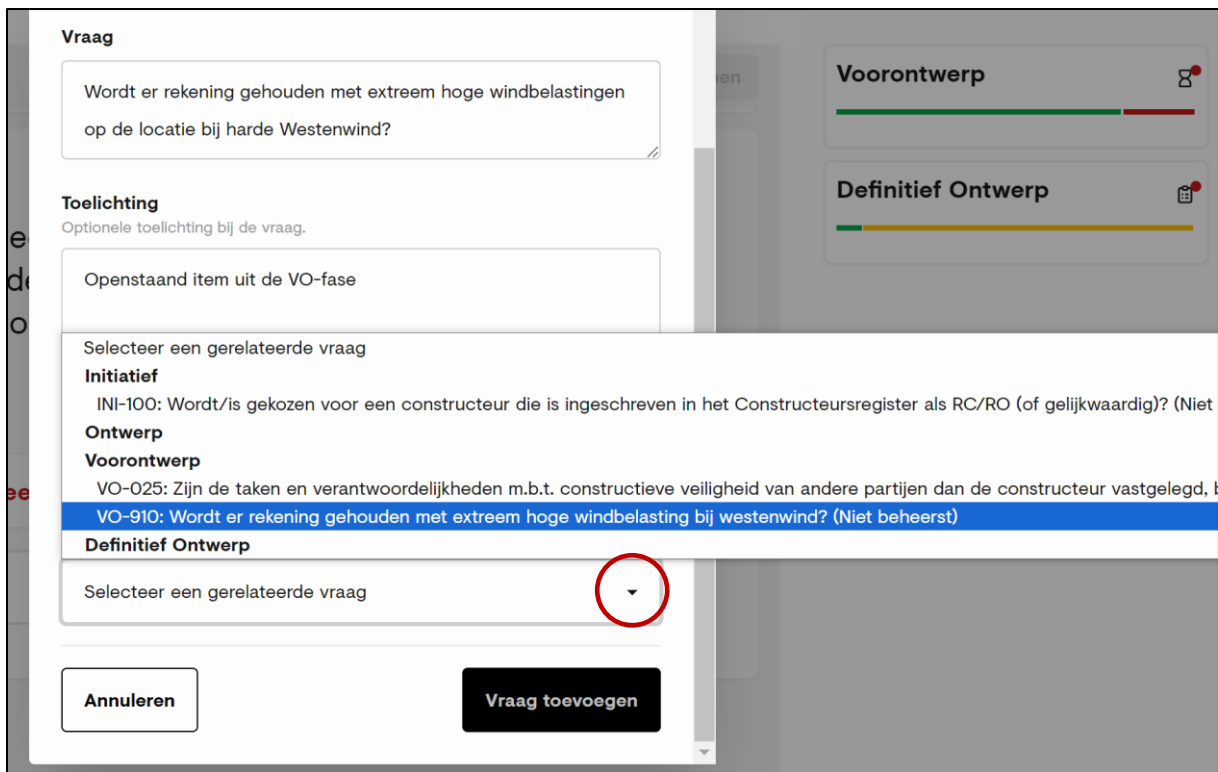 Vraag
Wordt er rekening gehouden met extreem hoge windbelastingen
op de locatie bij harde Westenwind?
Toelichting
Optionele toelichting bij de vraag.
Openstaand item uit de VO-fase
Selecteer een gerelateerde vraag
Initiatief
INI-100: Wordt/is gekozen voor een constructeur die is ingeschreven in het Constructeursregister als RC/RO (of gelijkwaardig)? (Niet
Ontwerp
Voorontwerp
VO-025: Zijn de taken en verantwoordelijkheden m.b.t. constructieve veiligheid van andere partijen dan de constructeur vastgelegd,
VO-910: Wordt er rekening gehouden met extreem hoge windbelasting bij westenwind? (Niet beheerst)
Definitief Ontwerp
Selecteer een gerelateerde vraag
Annuleren
Vraag toevoegen
Voorontwerp
Definitief Ontwerp